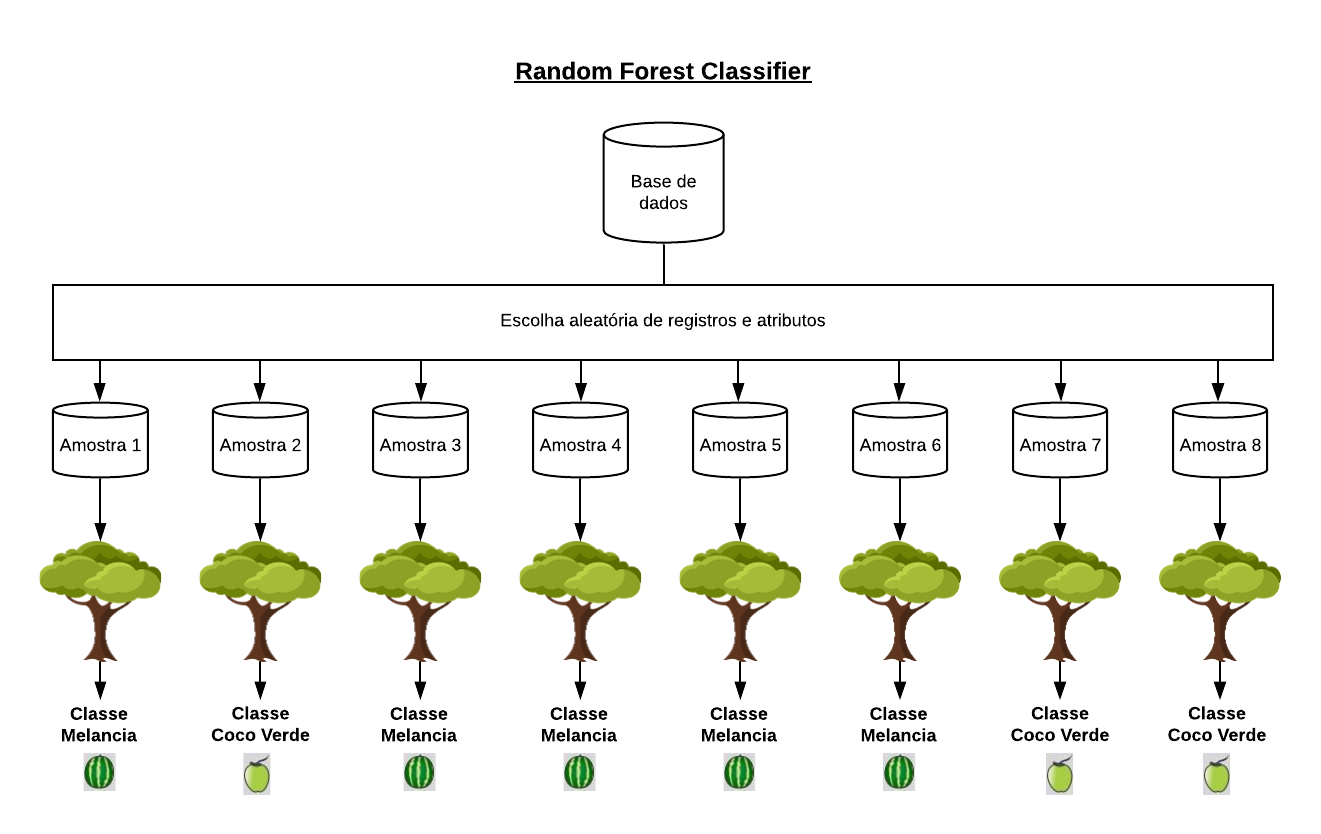 Random Forest Classifier
Base de
dados
Escolha aleatória de registros e atributos
Amostra 1
Amostra 2
Amostra 3
Amostra 4
Amostra 5
Amostra 6
Amostra 7
Amostra 8
Classe
Melancia
Classe
Coco Verde
Classe
Melancia
Classe
Melancia
Classe
Melancia
Classe
Melancia
Classe
Coco Verde
Classe
Coco Verde